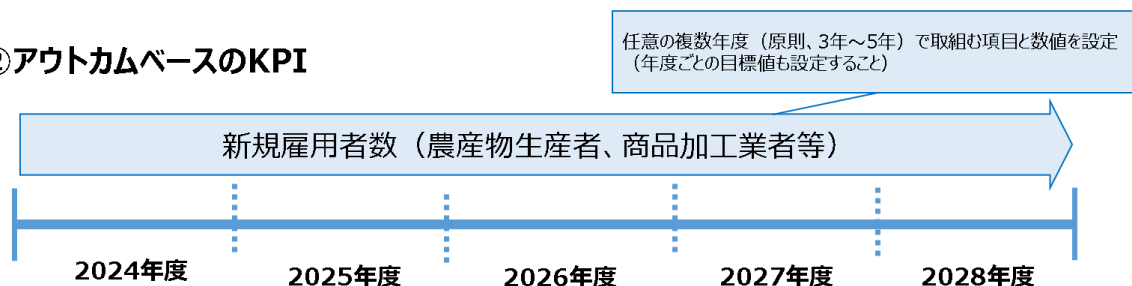 ②アウトカムベースのKPI
任意の複数年度（原則、3年～5年）で取組む項目と数値を設定
（年度ごとの目標値も設定すること）
新規雇用者数（農産物生産者、商品加工業者等）
2024年度
2025年度
2026年度
2027年度
2028年度